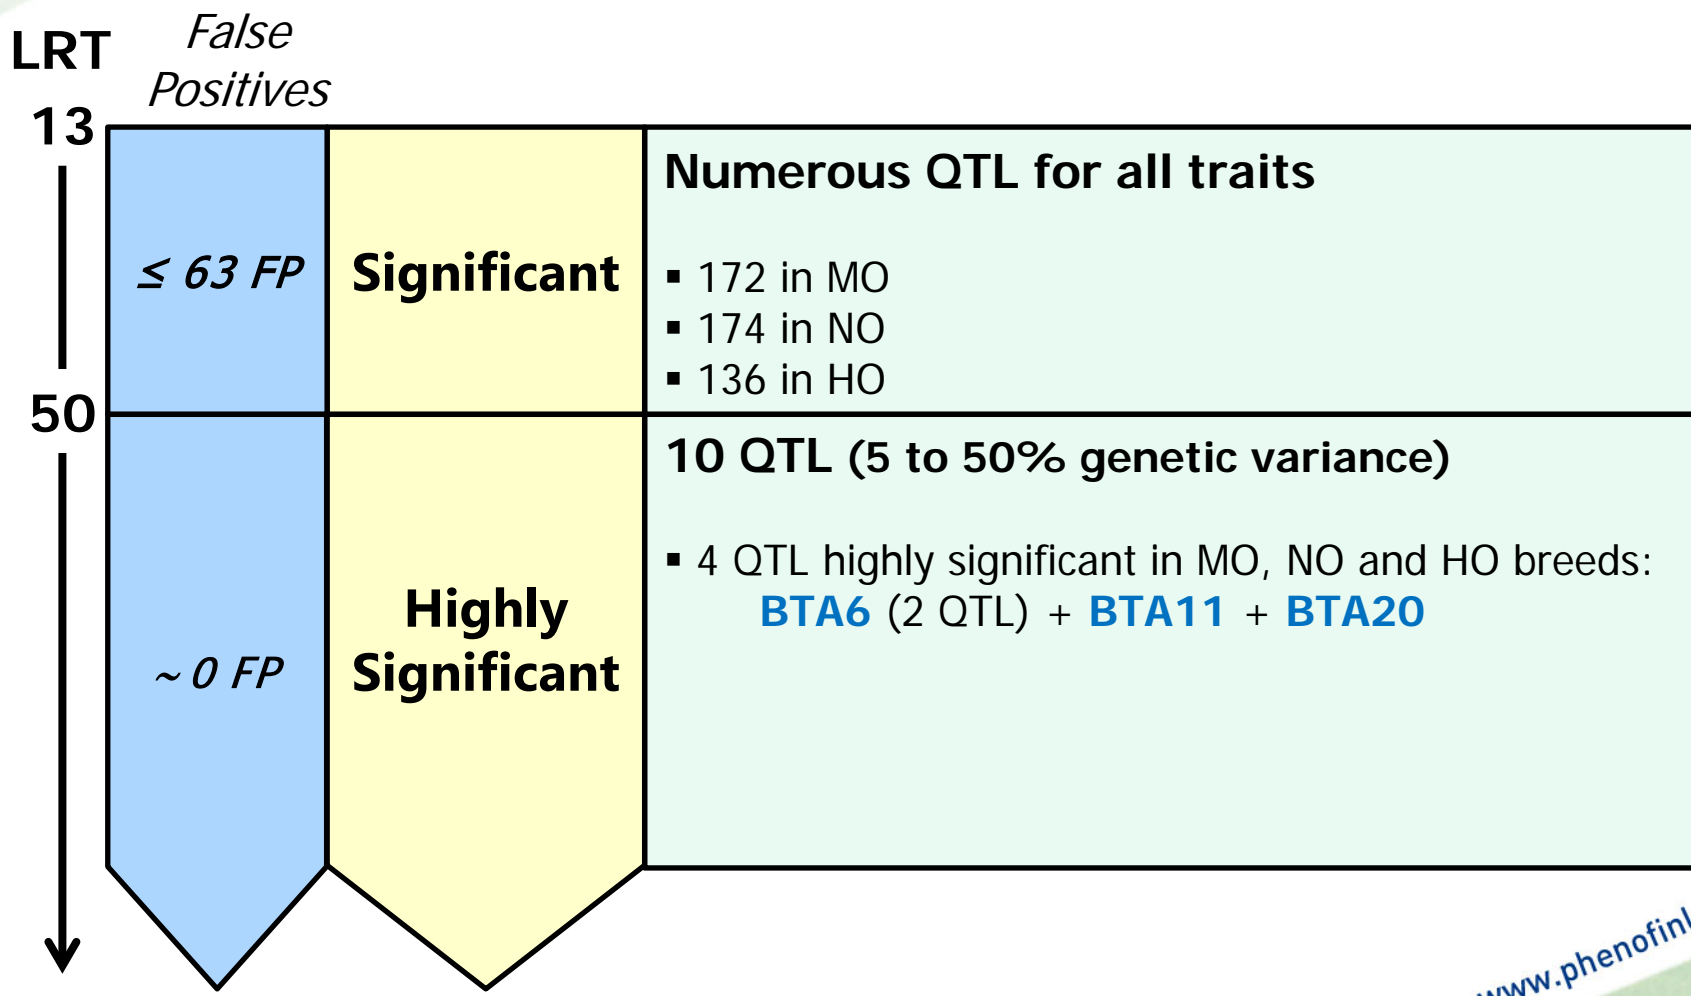 LRT
False
Positives
13
≤ 63 FP
Significant
Numerous QTL for all traits
▪ 172 in MO
▪ 174 in NO
▪ 136 in HO
50
~ 0 FP
Highly
Significant
10 QTL (5 to 50% genetic variance)
▪ 4 QTL highly significant in MO, NO and HO breeds:
BTA6 (2 QTL) + BTA11 + BTA20